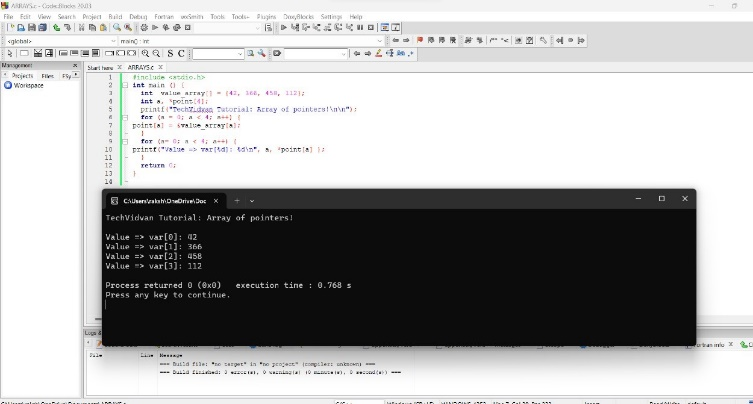 ARRAYS.c - Code::Blocks 20.03
File Edit View Search Project Build Debug Fortran wxSmith Tools Tools+ Plugins DoxyBlocks Settings Help
<global>
main() : int
Management
Projects Files FSy
Workspace
Start here ARRAYS.c
1 #include <stdio.h>
2 int main () {
3 int value_array[] = {42, 366, 458, 112};
4 int a, *point[4];
5 printf("TechVidvan Tutorial: Array of pointers!\n\n");
6 for (a = 0; a < 4; a++) {
7 point[a] = &value_array[a];
8 }
9 for (a= 0; a < 4; a++) {
10 printf("Value => var[%d]: %d\n", a, *point[a] );
11 }
12 return 0;
13 }
14
C:\Users\raksh\OneDrive\Doc
TechVidvan Tutorial: Array of pointers!
Value => var[0]: 42
Value => var[1]: 366
Value => var[2]: 458
Value => var[3]: 112
Process returned 0 (0x0) execution time : 0.768 s
Press any key to continue.
Logs &
File Line Message
=== Build file: "no target" in "no project" (compiler: unknown) ===
=== Build finished: 0 error(s), 0 warning(s) (0 minute(s), 0 second(s)) ===